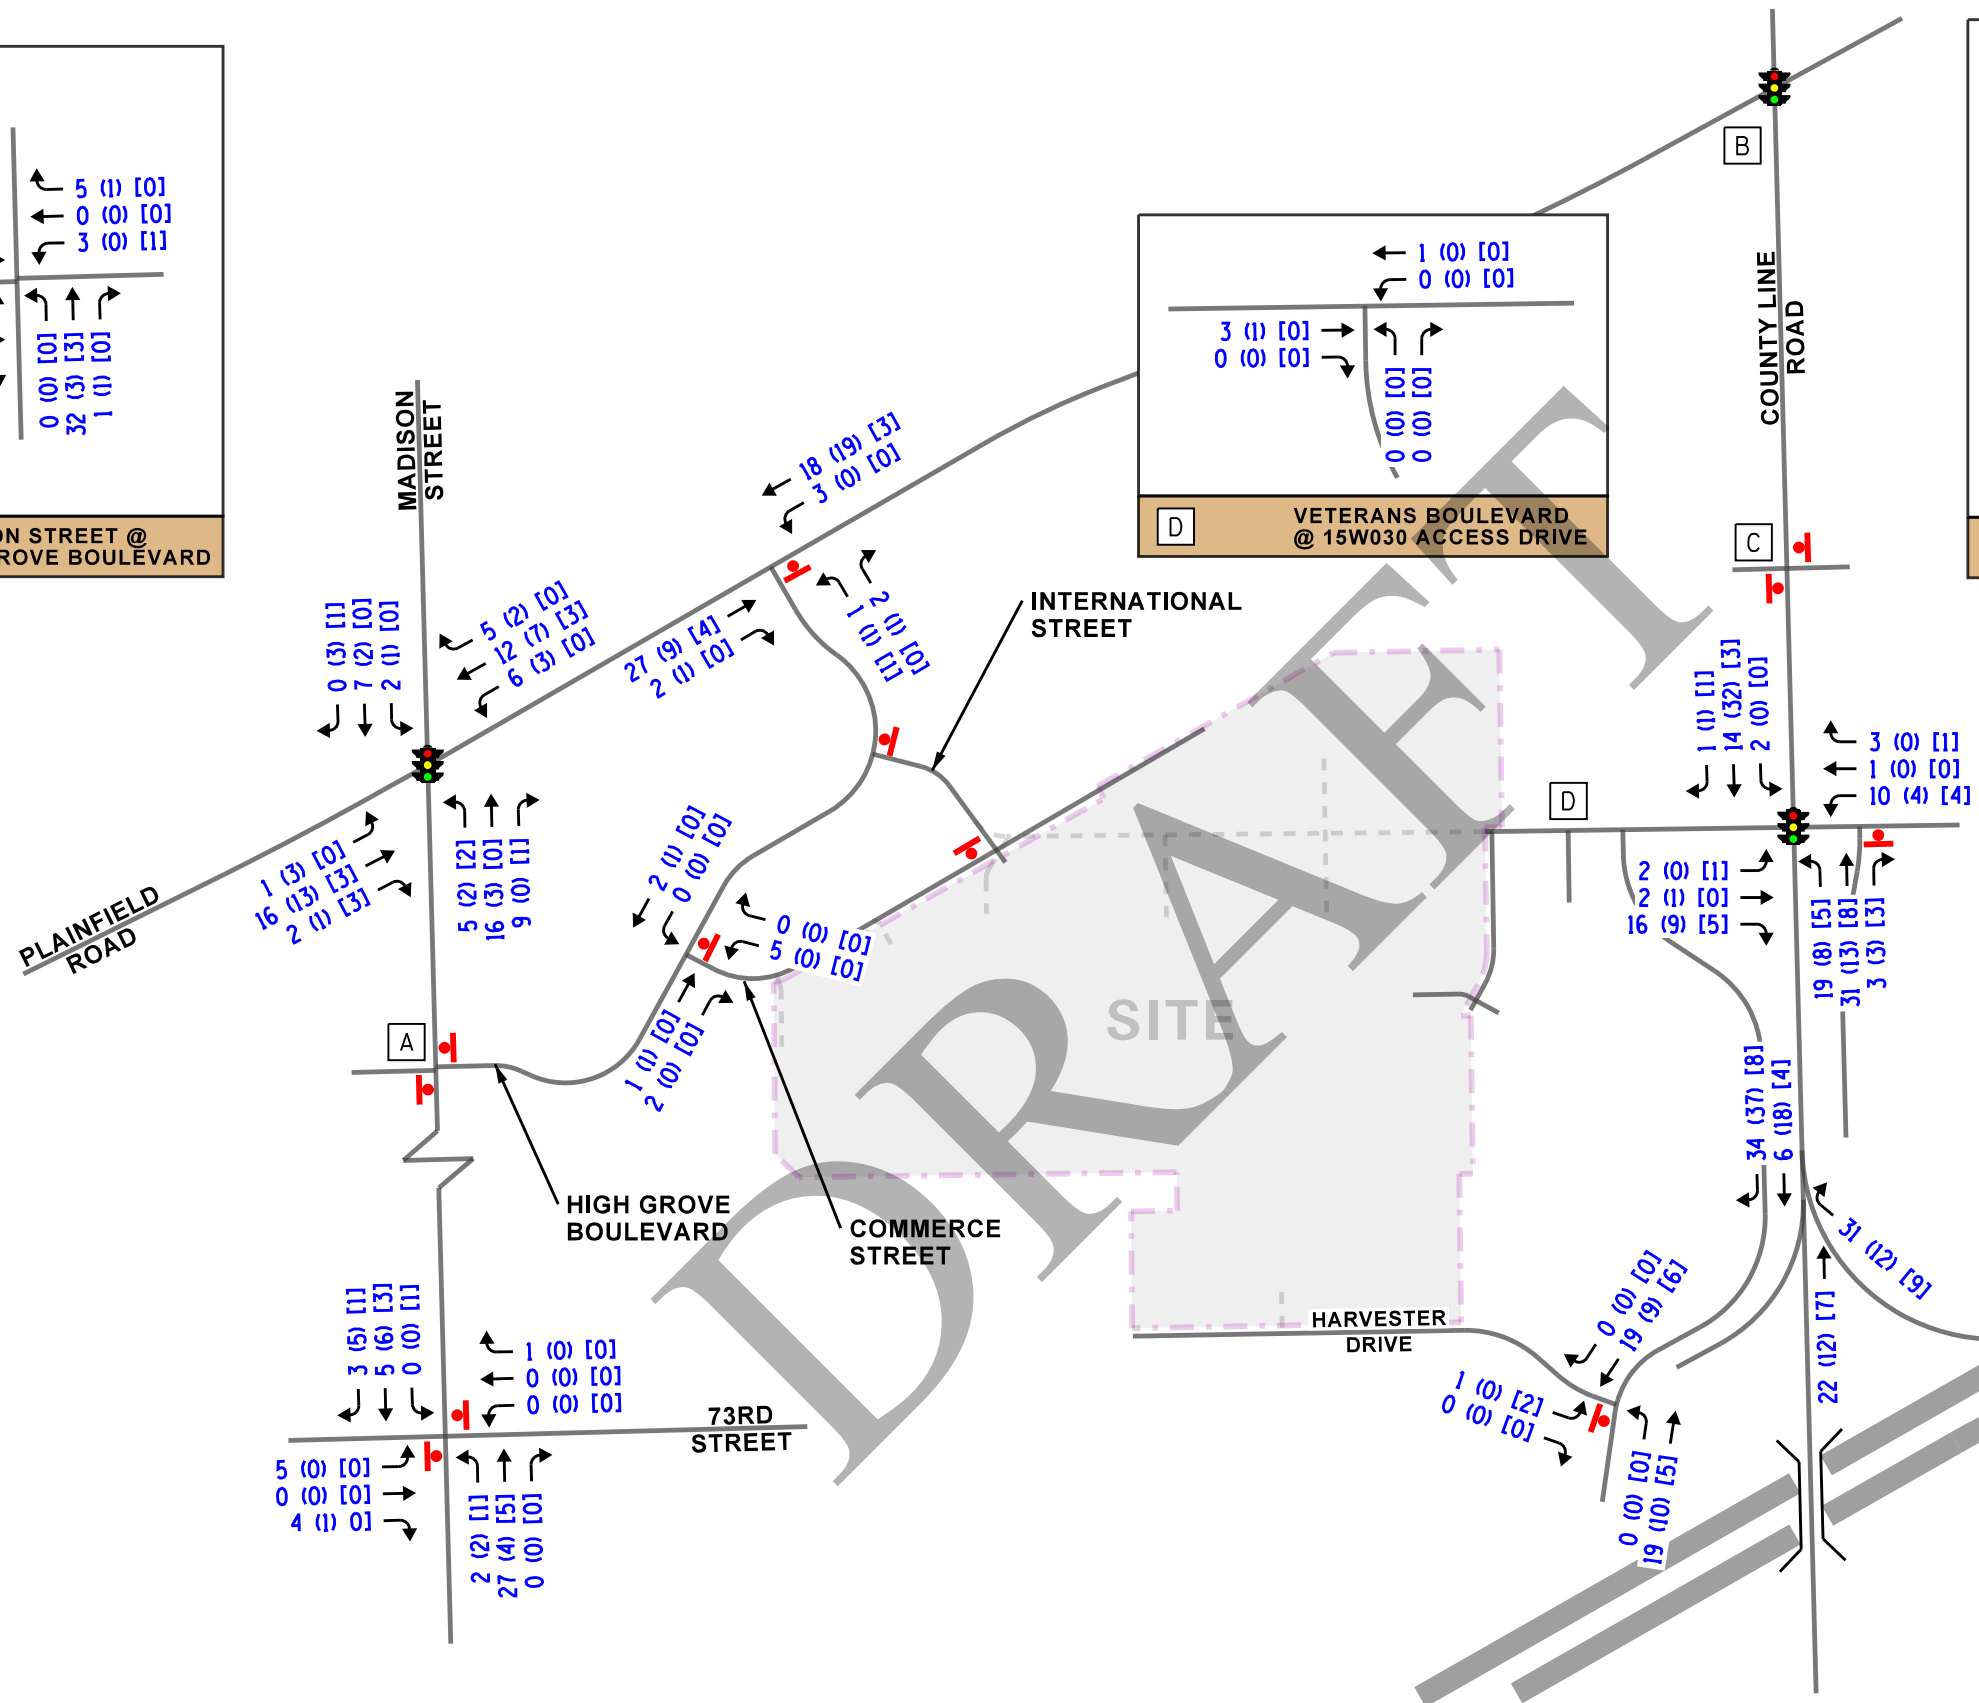 5 (1) [0]
0 (0) [0]
3 (0) [1]
0 (0) [0]
32 (3) [3]
1 (1) [0]
ON STREET @
ROVE BOULEVARD
MADISON
STREET
18 (19) [3]
3 (0) [0]
1 (0) [0]
0 (0) [0]
3 (1) [0]
0 (0) [0]
0 (0) [0]
0 (0) [0]
D
VETERANS BOULEVARD
@ 15W030 ACCESS DRIVE
B
COUNTY LINE
ROAD
C
0 (3) [1]
7 (2) [0]
2 (1) [0]
5 (2) [0]
12 (7) [3]
6 (3) [0]
27 (9) [4]
2 (1) [0]
2 (1) [0]
1 (1) [1]
INTERNATIONAL
STREET
1 (3) [0]
16 (13) [3]
2 (1) [3]
5 (2) [2]
16 (3) [0]
9 (0) [1]
PLAINFIELD
ROAD
2 (1) [0]
0 (0) [0]
0 (0) [0]
5 (0) [0]
1 (1) [0]
2 (0) [0]
A
HIGH GROVE
BOULEVARD
COMMERCE
STREET
SITE
DRAFT
D
1 (1) [1]
14 (32) [3]
2 (0) [0]
3 (0) [1]
1 (0) [0]
10 (4) [4]
2 (0) [1]
2 (1) [0]
16 (9) [5]
19 (8) [5]
31 (13) [8]
3 (3) [3]
34 (37) [8]
6 (18) [4]
31 (12) [9]
22 (12) [7]
HARVESTER
DRIVE
0 (0) [0]
19 (9) [6]
1 (0) [2]
0 (0) [0]
0 (0) [0]
19 (10) [5]
3 (5) [1]
5 (6) [3]
0 (0) [1]
1 (0) [0]
0 (0) [0]
0 (0) [0]
73RD
STREET
5 (0) [0]
0 (0) [0]
4 (1) 0]
2 (2) [1]
27 (4) [5]
0 (0) [0]